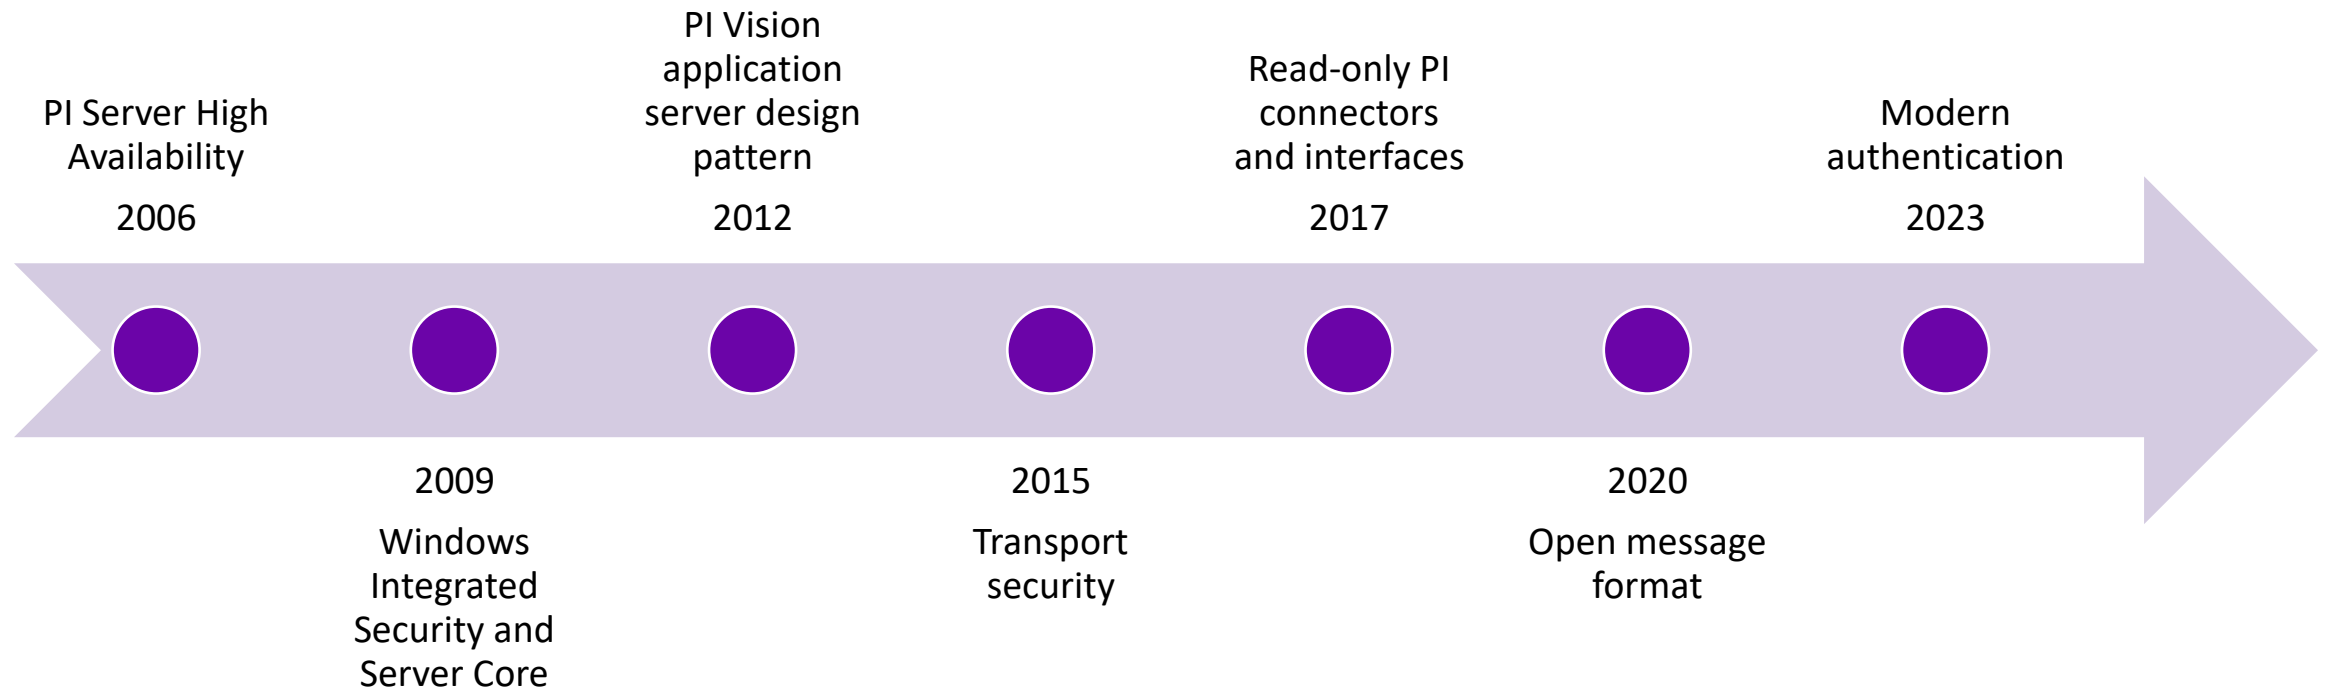 PI Server High
Availability
2006
2009
Windows
Integrated
Security and
Server Core
PI Vision
application
server design
pattern
2012
2015
Transport
security
Read-only PI
connectors
and interfaces
2017
2020
Open message
format
Modern
authentication
2023